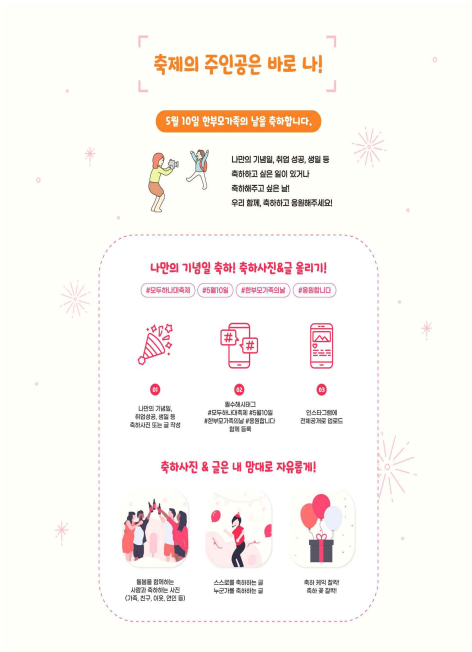 축제의 주인공은 바로 나!
5월 10일 한부모가족의 날을 축하합니다.
나만의 기념일, 취업 성공, 생일 등
축하하고 싶은 일이 있거나
축하해주고 싶은 날!
우리 함께, 축하하고 응원해주세요!
나만의 기념일 축하! 축하사진&글 올리기!
#모두하나대축제 #5월10일 #한부모가족의날 #응원합니다
# #
01 02 03
나만의 기념일,
취업성공, 생일 등
축하사진 또는 글 작성
필수해시태그
#모두하나대축제 #5월10일
#한부모가족의날 #응원합니다
함께 등록
인스타그램에
전체공개로 업로드
축하사진 & 글은 내 맘대로 자유롭게!
돌봄을 함께하는
사람과 축하하는 사진
(가족, 친구, 이웃, 연인 등)
스스로를 축하하는 글
누군가를 축하하는 글
축하 케익 찰칵!
축하 꽃 찰칵!